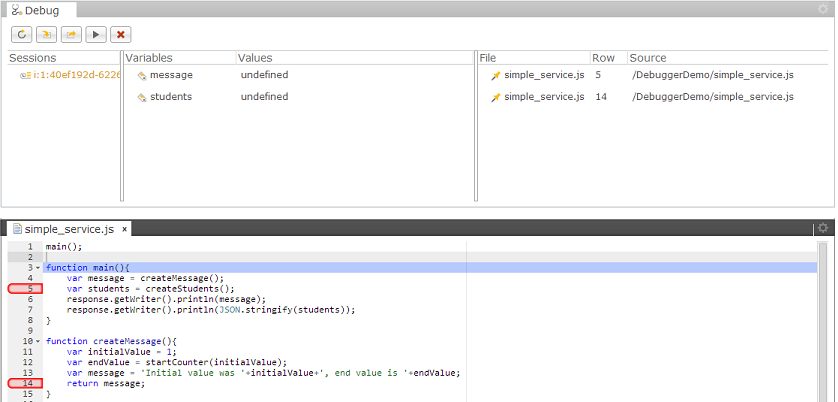 Debug
Sessions Variables Values File Row Source
i:1:40ef192d-6226 message undefined simple_service.js 5 /DebuggerDemo/simple_service.js
students undefined simple_service.js 14 /DebuggerDemo/simple_service.js
simple_service.js ×
1 main();
2
3 function main(){
4 var message = createMessage();
5 var students = createStudents();
6 response.getWriter().println(message);
7 response.getWriter().println(JSON.stringify(students));
8 }
9
10 function createMessage(){
11 var initialValue = 1;
12 var endValue = startCounter(initialValue);
13 var message = 'Initial value was '+initialValue+', end value is '+endValue;
14 return message;
15 }